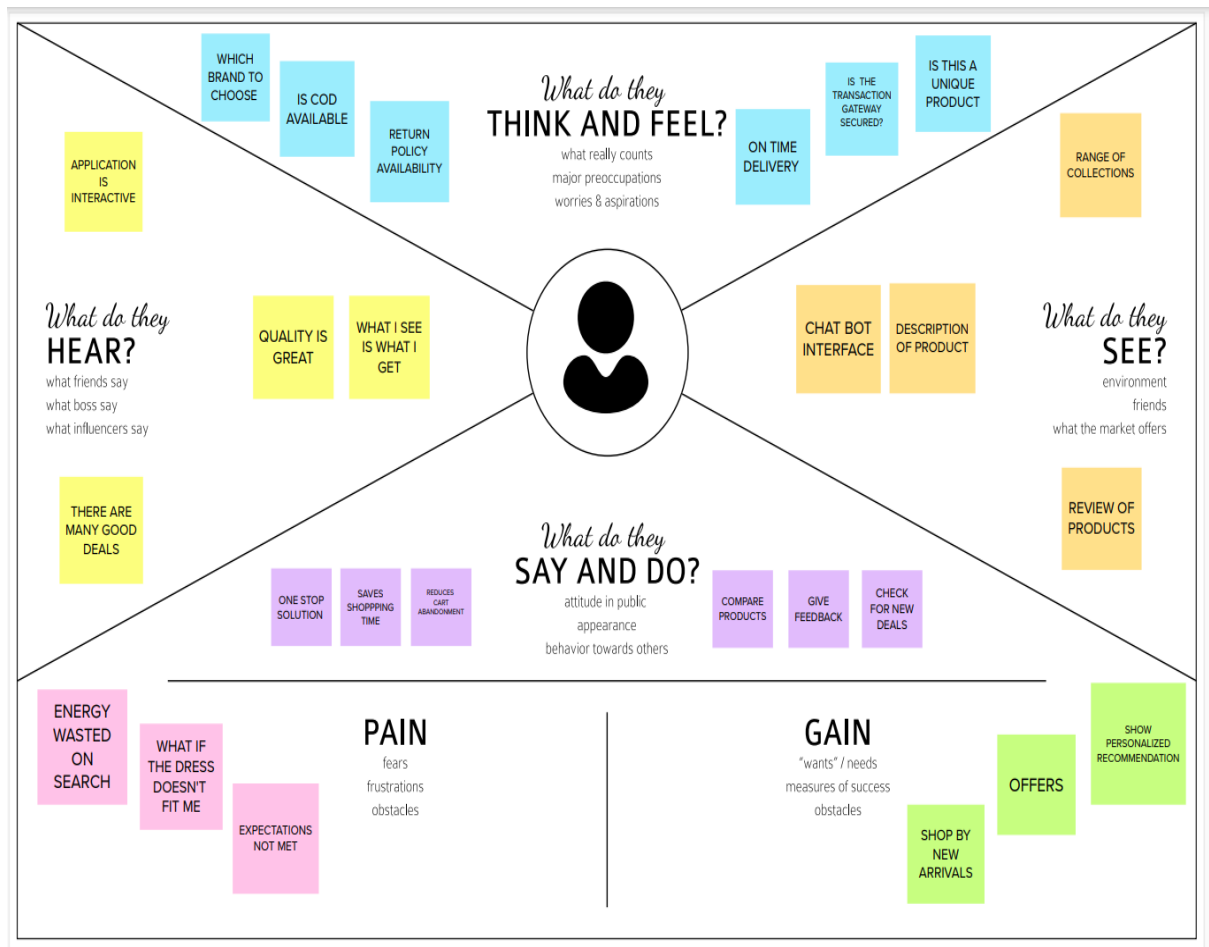 WHICH
BRAND TO
CHOOSE
IS COD
AVAILABLE
RETURN
POLICY
AVAILABILITY
What do they
THINK AND FEEL?
what really counts
major preoccupations
worries & aspirations
ON TIME
DELIVERY
IS THE
TRANSACTION
GATEWAY
SECURED?
IS THIS A
UNIQUE
PRODUCT
APPLICATION
IS
INTERACTIVE
What do they
HEAR?
what friends say
what boss say
what influencers say
QUALITY IS
GREAT
WHAT I SEE
IS WHAT I
GET
THERE ARE
MANY GOOD
DEALS
RANGE OF
COLLECTIONS
CHAT BOT
INTERFACE
DESCRIPTION
OF PRODUCT
What do they
SEE?
environment
friends
what the market offers
REVIEW OF
PRODUCTS
What do they
SAY AND DO?
attitude in public
appearance
behavior towards others
ONE STOP
SOLUTION
SAVES
SHOPPPING
TIME
REDUCES
CART
ABANDONMENT
COMPARE
PRODUCTS
GIVE
FEEDBACK
CHECK
FOR NEW
DEALS
ENERGY
WASTED
ON
SEARCH
WHAT IF
THE DRESS
DOESN'T
FIT ME
EXPECTATIONS
NOT MET
PAIN
fears
frustrations
obstacles
GAIN
"wants" / needs
measures of success
obstacles
SHOP BY
NEW
ARRIVALS
OFFERS
SHOW
PERSONALIZED
RECOMMENDATION